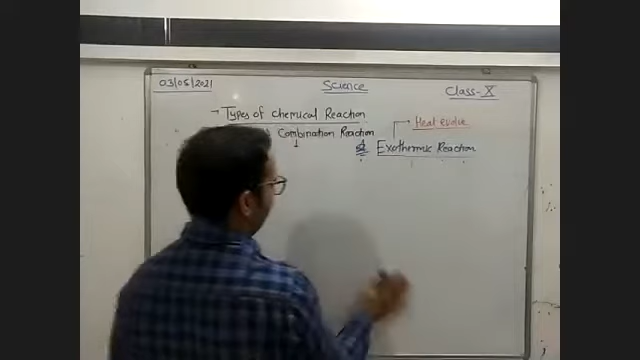 03/05/2021
Science
Class-X
→ Types of chemical Reaction
Combination Reaction
Heat evolve
Exothermic Reaction